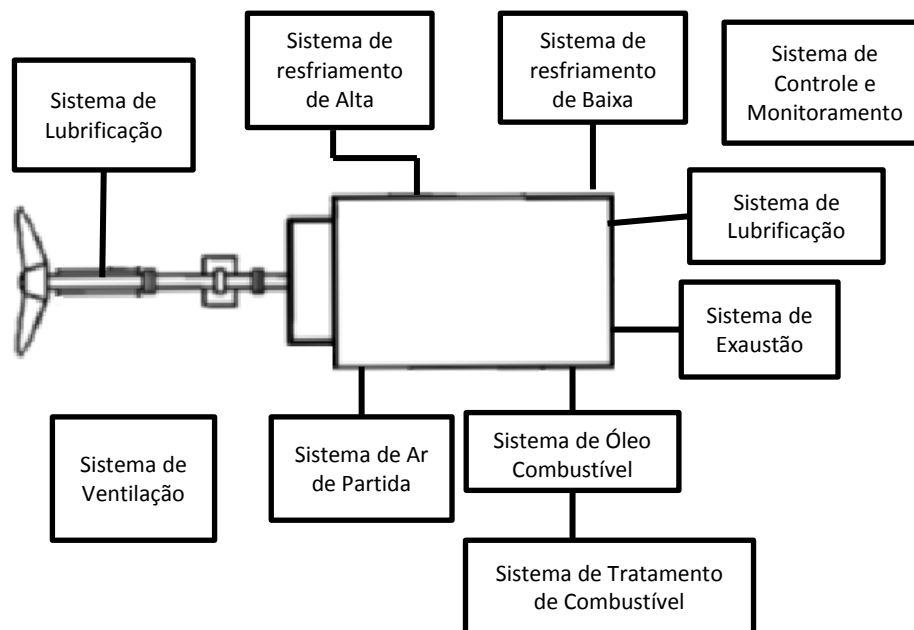 Sistema de
resfriamento
de Alta
Sistema de
resfriamento
de Baixa
Sistema de
Controle e
Monitoramento
Sistema de
Lubrificação
Sistema de
Lubrificação
Sistema de
Exaustão
Sistema de
Ventilação
Sistema de Ar
de Partida
Sistema de Óleo
Combustível
Sistema de Tratamento
de Combustível